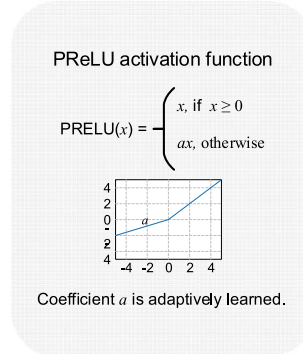 PReLU activation function
x, if x ≥ 0
PRELU(x) =
ax, otherwise
4
2
0
-
2
-
4
a
-4 -2 0 2 4
Coefficient a is adaptively learned.